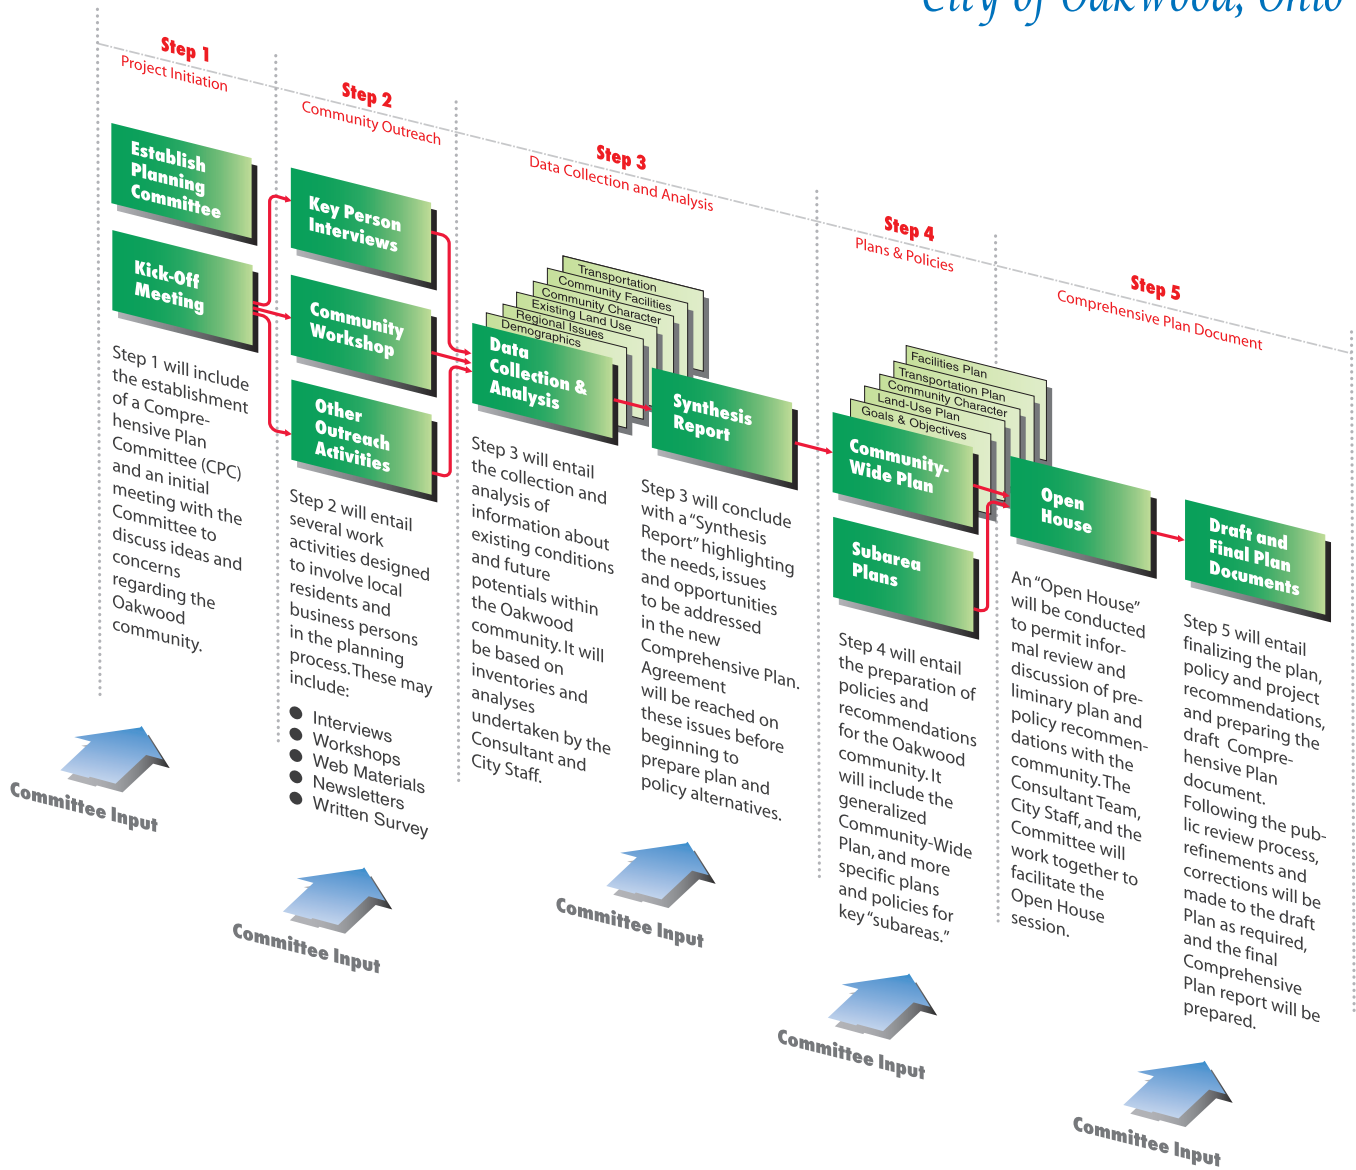 City of Oakwood, Ohio
Step 1
Project Initiation
Establish
Planning
Committee
Kick-Off
Meeting
Step 1 will include
the establishment
of a Compre-
hensive Plan
Committee (CPC)
and an initial
meeting with the
Committee to
discuss ideas and
concerns
regarding the
Oakwood
community.
Committee Input
Step 2
Community Outreach
Key Person
Interviews
Community
Workshop
Other
Outreach
Activities
Step 2 will entail
several work
activities designed
to involve local
residents and
business persons
in the planning
process. These may
include:
● Interviews
● Workshops
● Web Materials
● Newsletters
● Written Survey
Committee Input
Step 3
Data Collection and Analysis
Transportation
Community Facilities
Community Character
Existing Land Use
Regional Issues
Demographics
Data
Collection &
Analysis
Step 3 will entail
the collection and
analysis of
information about
existing conditions
and future
potentials within
the Oakwood
community. It will
be based on
inventories and
analyses
undertaken by the
Consultant and
City Staff.
Synthesis
Report
Step 3 will conclude
with a "Synthesis
Report" highlighting
the needs, issues
and opportunities
to be addressed
in the new
Comprehensive Plan.
Agreement
will be reached on
these issues before
beginning to
prepare plan and
policy alternatives.
Committee Input
Step 4
Plans & Policies
Facilities Plan
Transportation Plan
Community Character
Land-Use Plan
Goals & Objectives
Community-
Wide Plan
Subarea
Plans
Step 4 will entail
the preparation of
policies and
recommendations
for the Oakwood
community. It
will include the
generalized
Community-Wide
Plan, and more
specific plans
and policies for
key "subareas."
Committee Input
Step 5
Comprehensive Plan Document
Open
House
An "Open House"
will be conducted
to permit infor-
mal review and
discussion of pre-
liminary plan and
policy recommen-
dations with the
community. The
Consultant Team,
City Staff, and the
Committee will
work together to
facilitate the
Open House
session.
Draft and
Final Plan
Documents
Step 5 will entail
finalizing the plan,
policy and project
recommendations,
and preparing the
draft Compre-
hensive Plan
document.
Following the pub-
lic review process,
refinements and
corrections will be
made to the draft
Plan as required,
and the final
Comprehensive
Plan report will be
prepared.
Committee Input